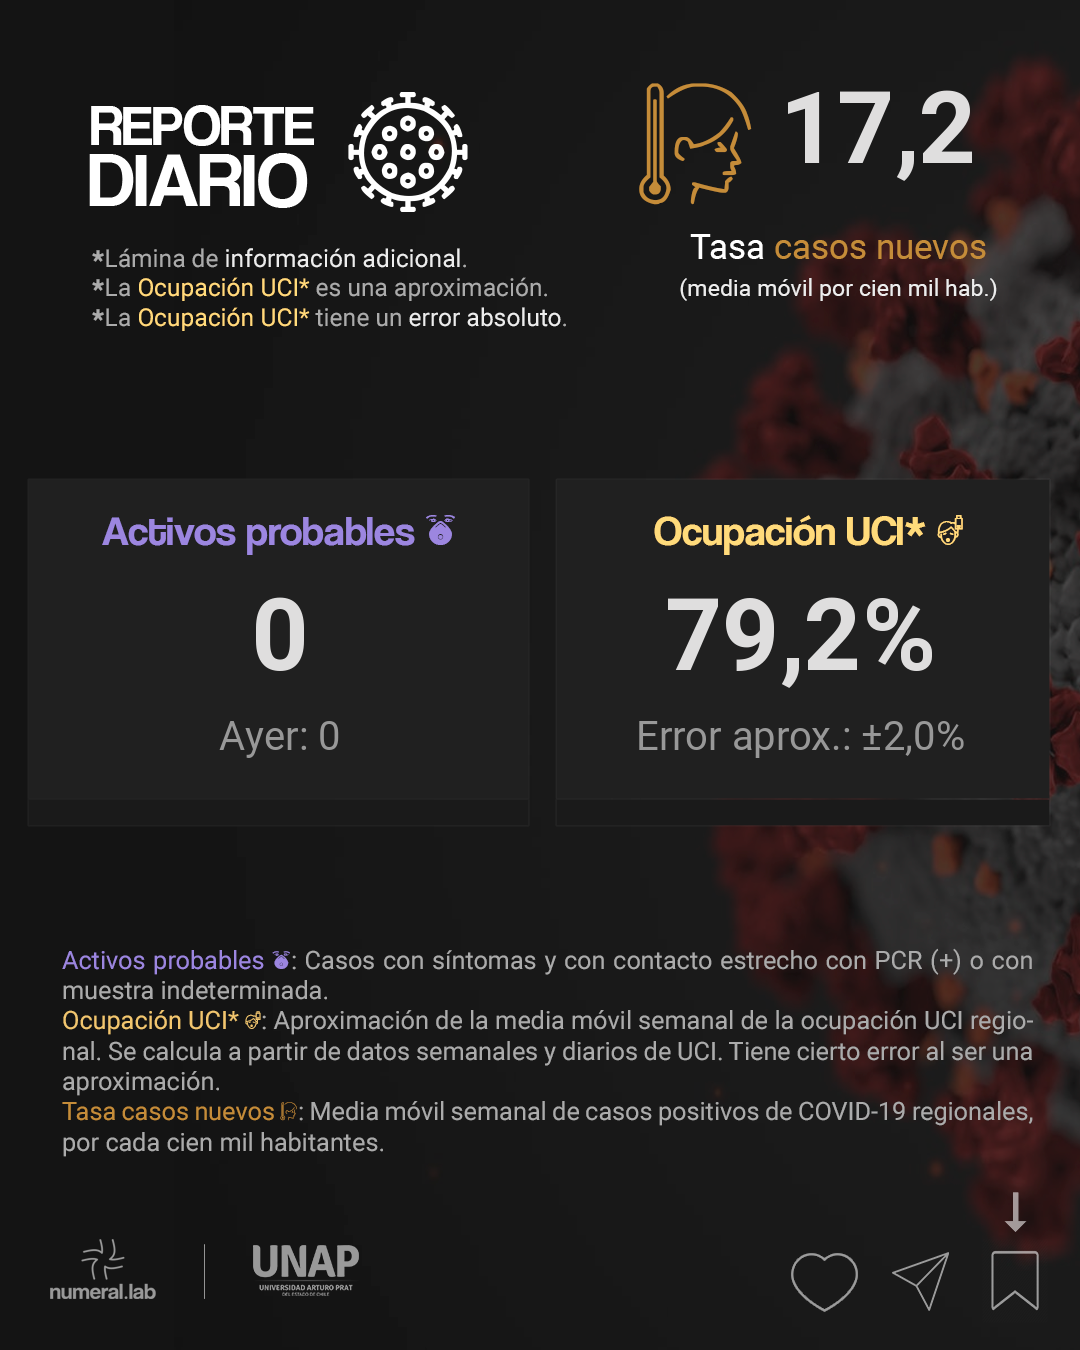 REPORTE
DIARIO
*Lámina de información adicional.
*La Ocupación UCI* es una aproximación.
*La Ocupación UCI* tiene un error absoluto.
17,2
Tasa casos nuevos
(media móvil por cien mil hab.)
Activos probables
0
Ayer: 0
Ocupación UCI*
79,2%
Error aprox.: ±2,0%
Activos probables : Casos con síntomas y con contacto estrecho con PCR (+) o con
muestra indeterminada.
Ocupación UCI* : Aproximación de la media móvil semanal de la ocupación UCI regio-
nal. Se calcula a partir de datos semanales y diarios de UCI. Tiene cierto error al ser una
aproximación.
Tasa casos nuevos : Media móvil semanal de casos positivos de COVID-19 regionales,
por cada cien mil habitantes.
numeral.lab
UNAP
UNIVERSIDAD ARTURO PRAT
DEL ESTADO DE CHILE